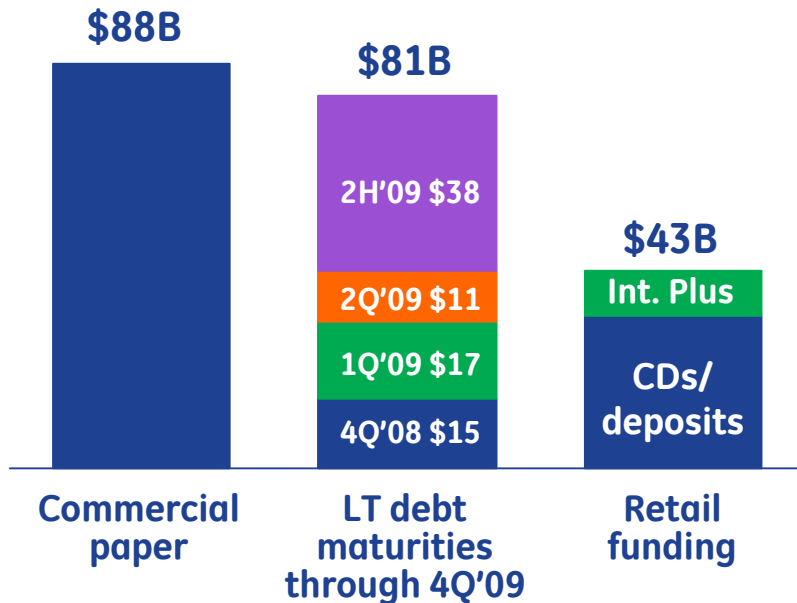 $88B
$81B
2H'09 $38
2Q'09 $11
1Q'09 $17
4Q'08 $15
$43B
Int. Plus
CDs/
deposits
Commercial
paper
LT debt
maturities
through 4Q'09
Retail
funding